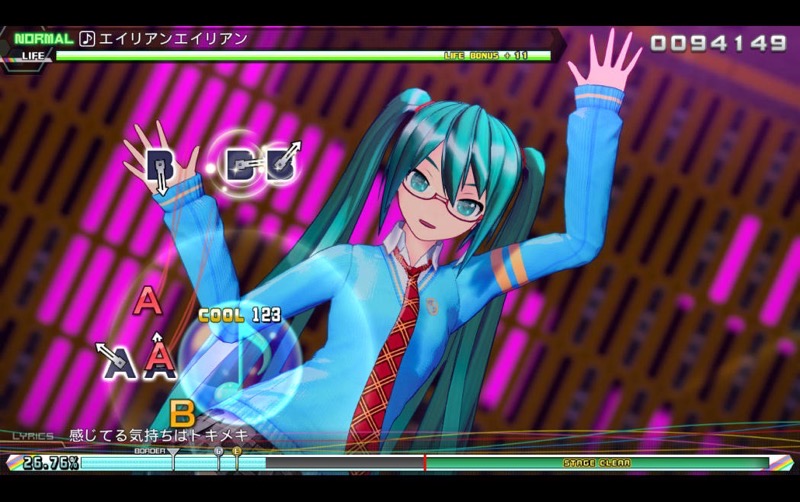 NORMAL エイリアンエイリアン
0094149
LIFE
LIFE BONUS + 11
B B B
A
COOL 123
A A
B
LYRICS 感じてる気持ちはトキメキ
BORDER
26.76%
STAGE CLEAR